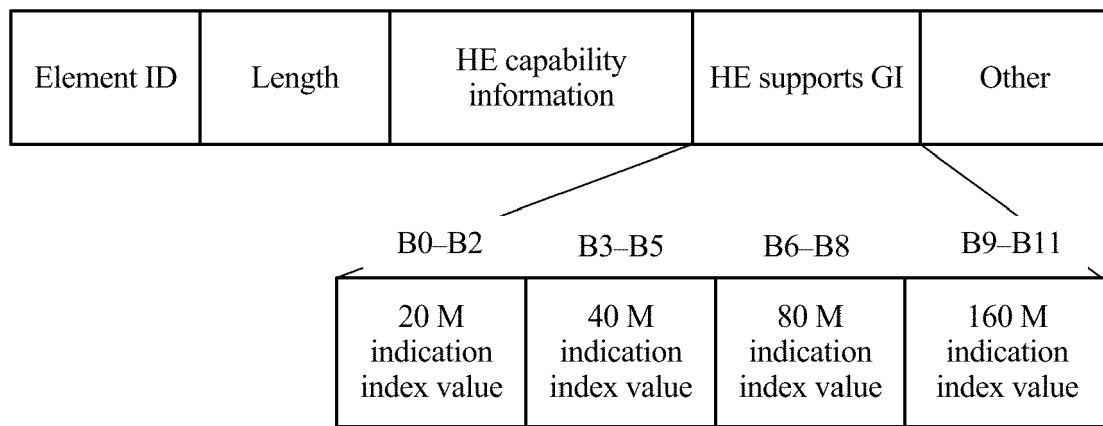 Element ID
Length
HE capability
information
HE supports GI
Other
B0–B2
B3–B5
B6–B8
B9–B11
20 M
indication
index value
40 M
indication
index value
80 M
indication
index value
160 M
indication
index value